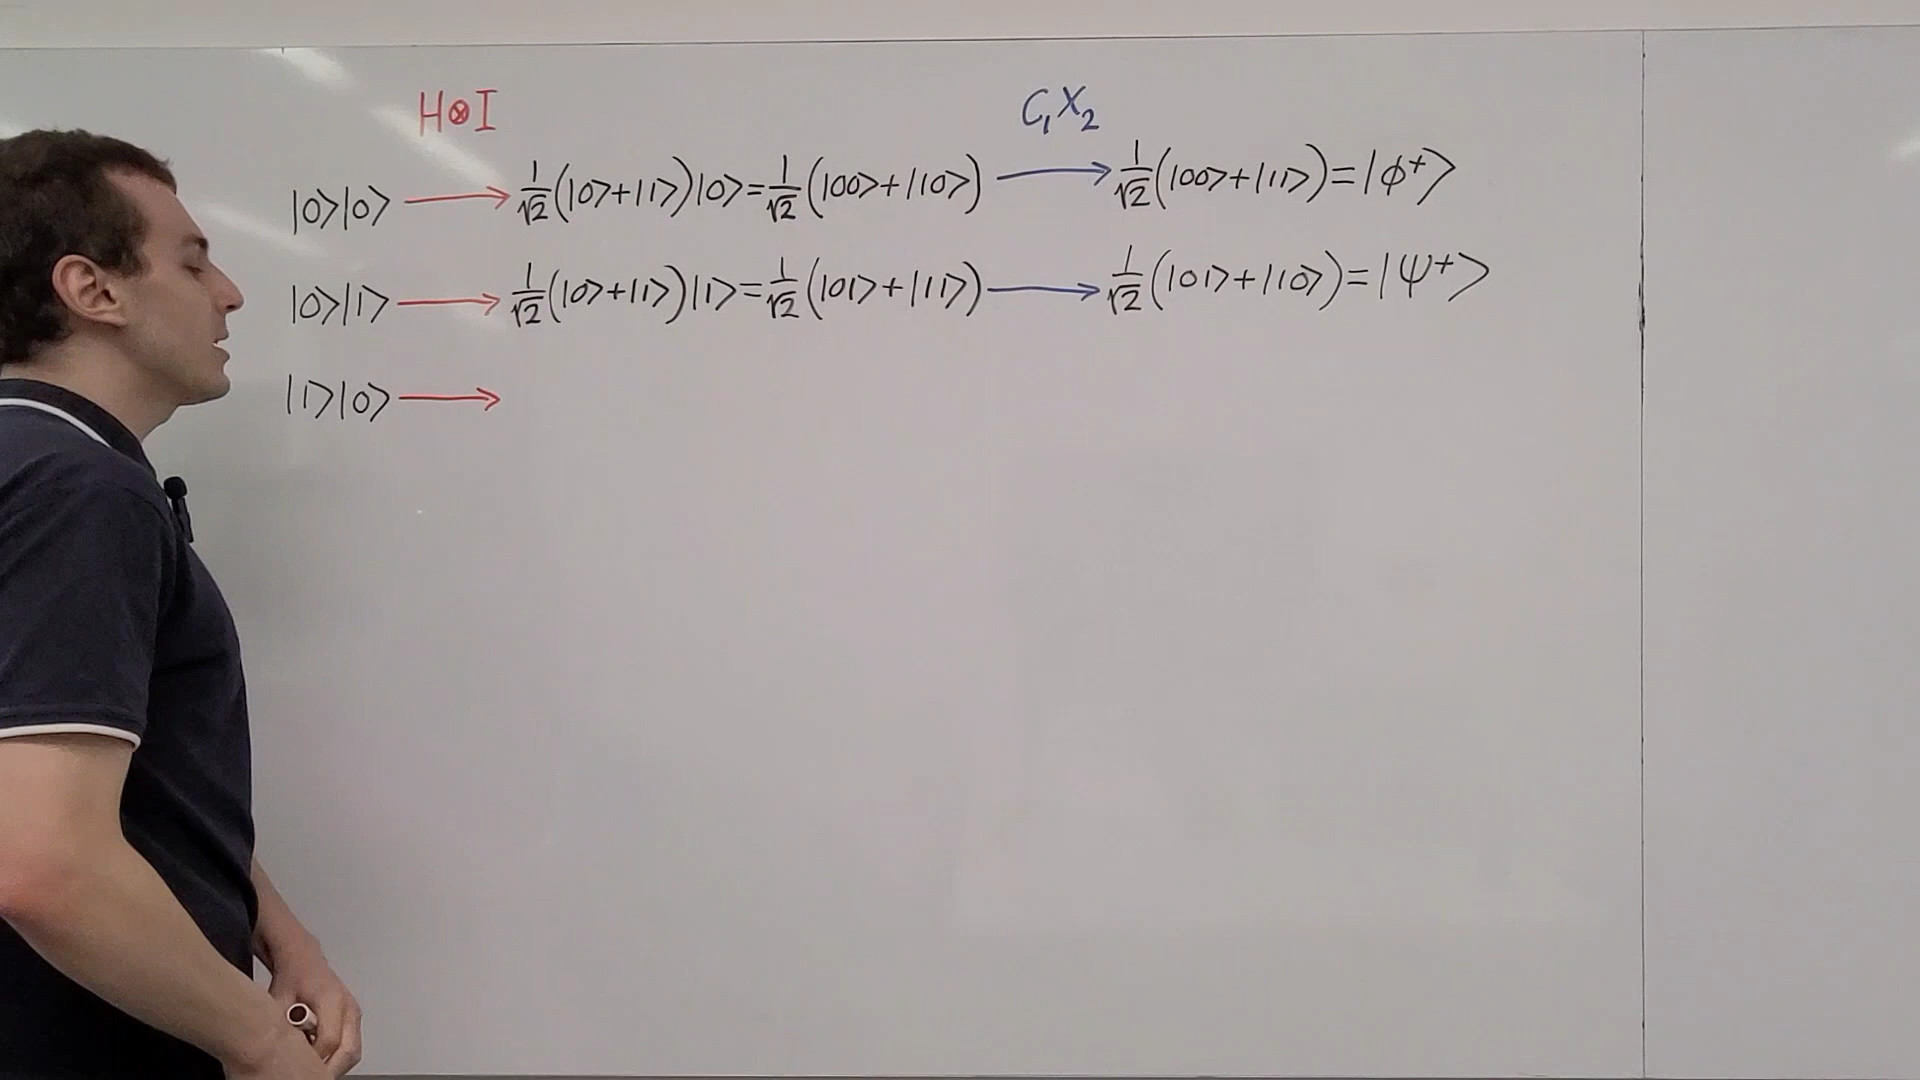 H⊗I C₁X₂
|0>|0> → 1/√2(|0>+|1>)|0>=1/√2(|00>+|10>) → 1/√2(|00>+|11>)=|ϕ⁺>
|0>|1> → 1/√2(|0>+|1>)|1>=1/√2(|01>+|11>) → 1/√2(|01>+|10>)=|Ψ⁺>
|1>|0> →